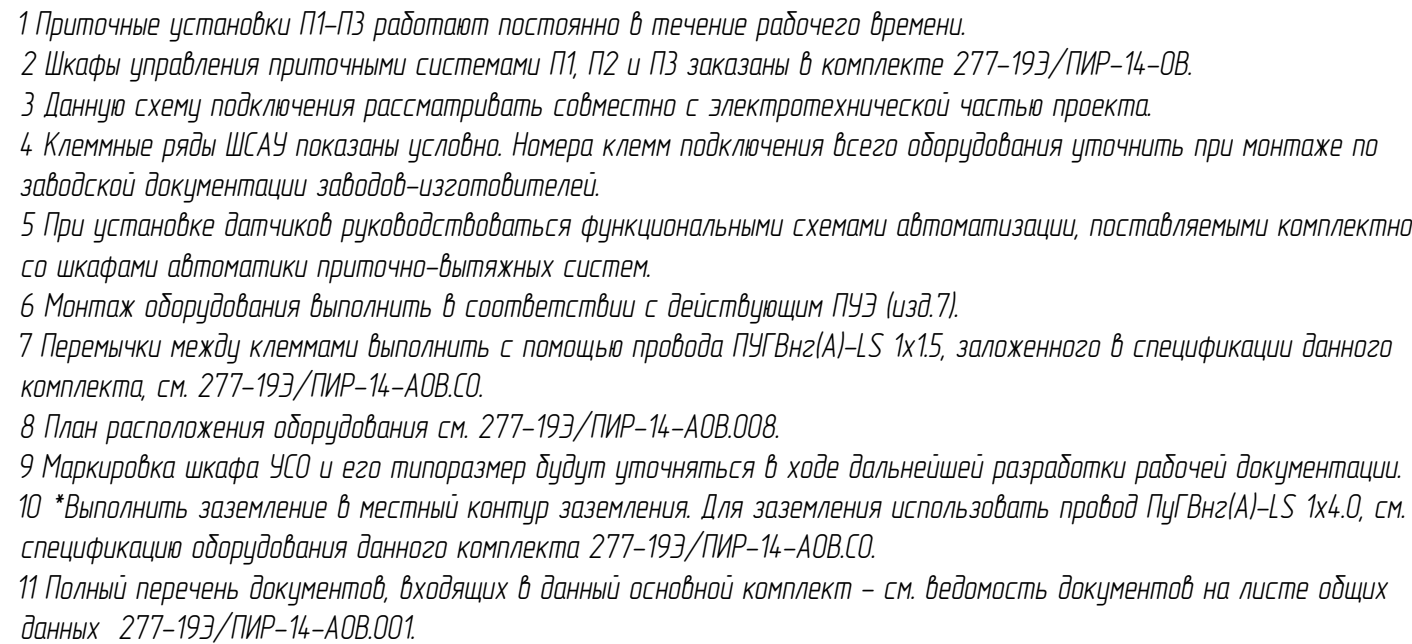 1 Приточные установки П1-П3 работают постоянно в течение рабочего времени.
2 Шкафы управления приточными системами П1, П2 и П3 заказаны в комплекте 277-19Э/ПИР-14-ОВ.
3 Данную схему подключения рассматривать совместно с электротехнической частью проекта.
4 Клеммные ряды ШСАУ показаны условно. Номера клемм подключения всего оборудования уточнить при монтаже по
заводской документации заводов-изготовителей.
5 При установке датчиков руководствоваться функциональными схемами автоматизации, поставляемыми комплектно
со шкафами автоматики приточно-вытяжных систем.
6 Монтаж оборудования выполнить в соответствии с действующим ПУЭ (изд.7).
7 Перемычки между клеммами выполнить с помощью провода ПУГВнг(А)-LS 1х1.5, заложенного в спецификации данного
комплекта, см. 277-19Э/ПИР-14-АОВ.СО.
8 План расположения оборудования см. 277-19Э/ПИР-14-АОВ.008.
9 Маркировка шкафа УСО и его типоразмер будут уточняться в ходе дальнейшей разработки рабочей документации.
10 *Выполнить заземление в местный контур заземления. Для заземления использовать провод ПуГВнг(А)-LS 1х4.0, см.
спецификацию оборудования данного комплекта 277-19Э/ПИР-14-АОВ.СО.
11 Полный перечень документов, входящих в данный основной комплект - см. ведомость документов на листе общих
данных 277-19Э/ПИР-14-АОВ.001.